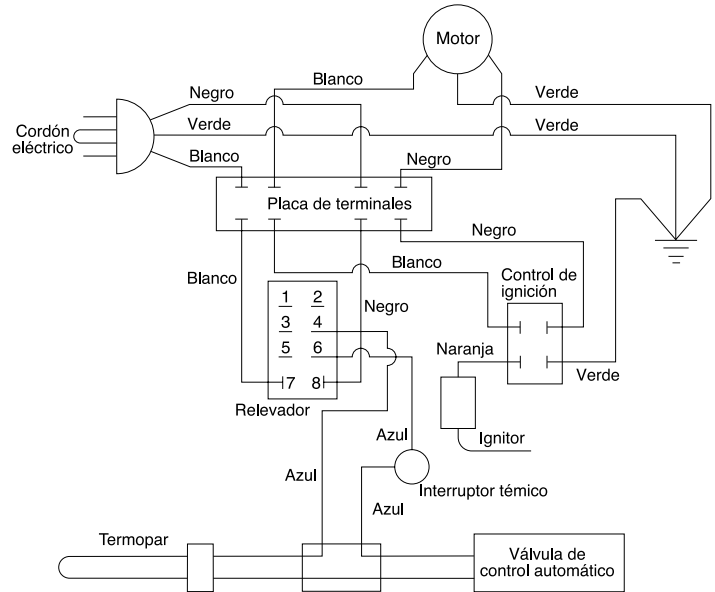 Motor
Blanco
Negro
Verde
Cordón
eléctrico
Verde
Verde
Blanco
Negro
Placa de terminales
Negro
Blanco
Control de
ignición
Blanco
Negro
1 2
3 4
5 6
7 8
Relevador
Naranja
Verde
Ignitor
Azul
Azul
Interruptor témico
Azul
Termopar
Válvula de
control automático